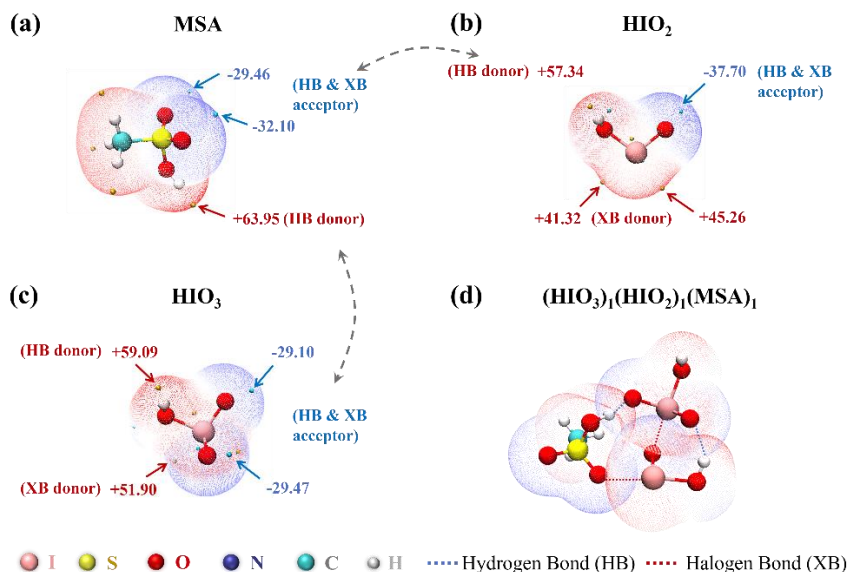 (a) MSA
-29.46
(HB & XB
acceptor)
-32.10
+63.95 (HB donor)
(b) HIO2
(HB donor) +57.34
-37.70 (HB & XB
acceptor)
+41.32 (XB donor) +45.26
(c) HIO3
(HB donor) +59.09
-29.10
(HB & XB
acceptor)
(XB donor) +51.90
-29.47
(d) (HIO3)1(HIO2)1(MSA)1
I S O N C H Hydrogen Bond (HB) Halogen Bond (XB)